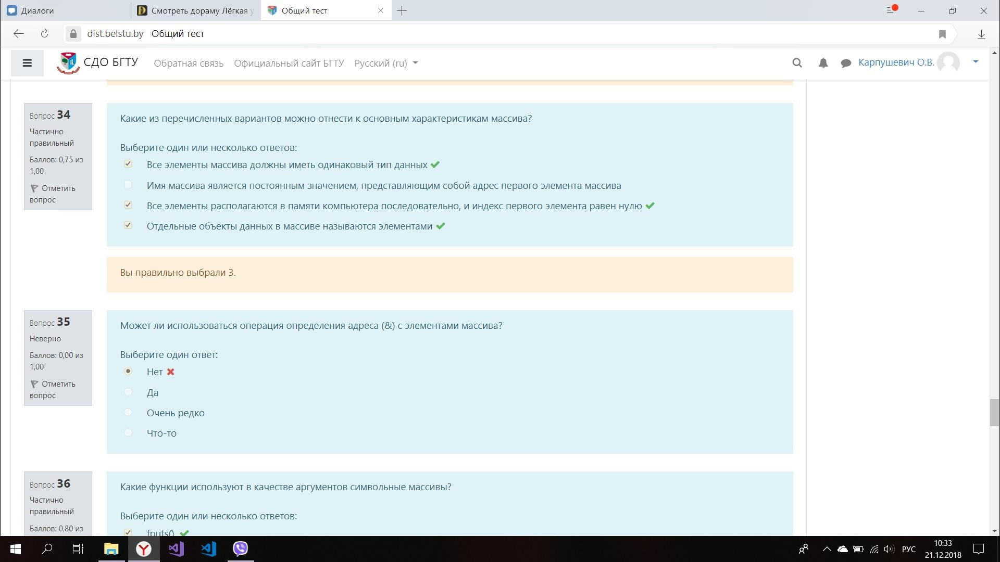 Диалоги
Смотреть дораму Лёгкая у
Общий тест
dist.belstu.by Общий тест
СДО БГТУ
Обратная связь
Официальный сайт БГТУ
Русский (ru)
Карпушевич О.В.
Вопрос 34
Частично
правильный
Баллов: 0,75 из
1,00
Отметить
вопрос
Какие из перечисленных вариантов можно отнести к основным характеристикам массива?
Выберите один или несколько ответов:
Все элементы массива должны иметь одинаковый тип данных
Имя массива является постоянным значением, представляющим собой адрес первого элемента массива
Все элементы располагаются в памяти компьютера последовательно, и индекс первого элемента равен нулю
Отдельные объекты данных в массиве называются элементами
Вы правильно выбрали 3.
Вопрос 35
Неверно
Баллов: 0,00 из
1,00
Отметить
вопрос
Может ли использоваться операция определения адреса (&) с элементами массива?
Выберите один ответ:
Нет
Да
Очень редко
Что-то
Вопрос 36
Частично
правильный
Баллов: 0,80 из
Какие функции используют в качестве аргументов символьные массивы?
Выберите один или несколько ответов:
fputs()
РУС
10:33
21.12.2018